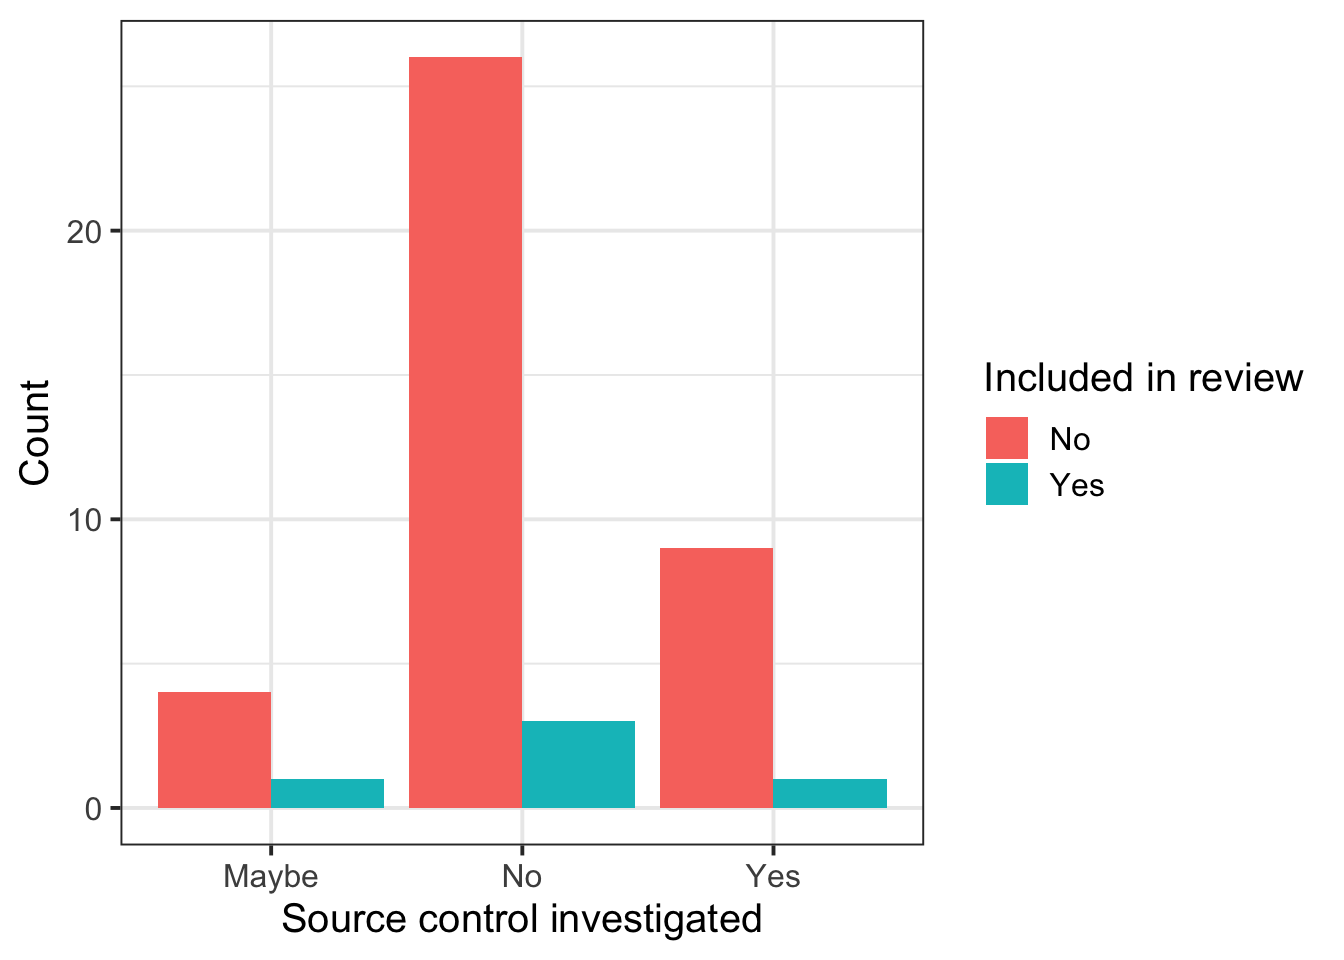 20
10
0
Count
Maybe No Yes
Source control investigated
Included in review
No
Yes